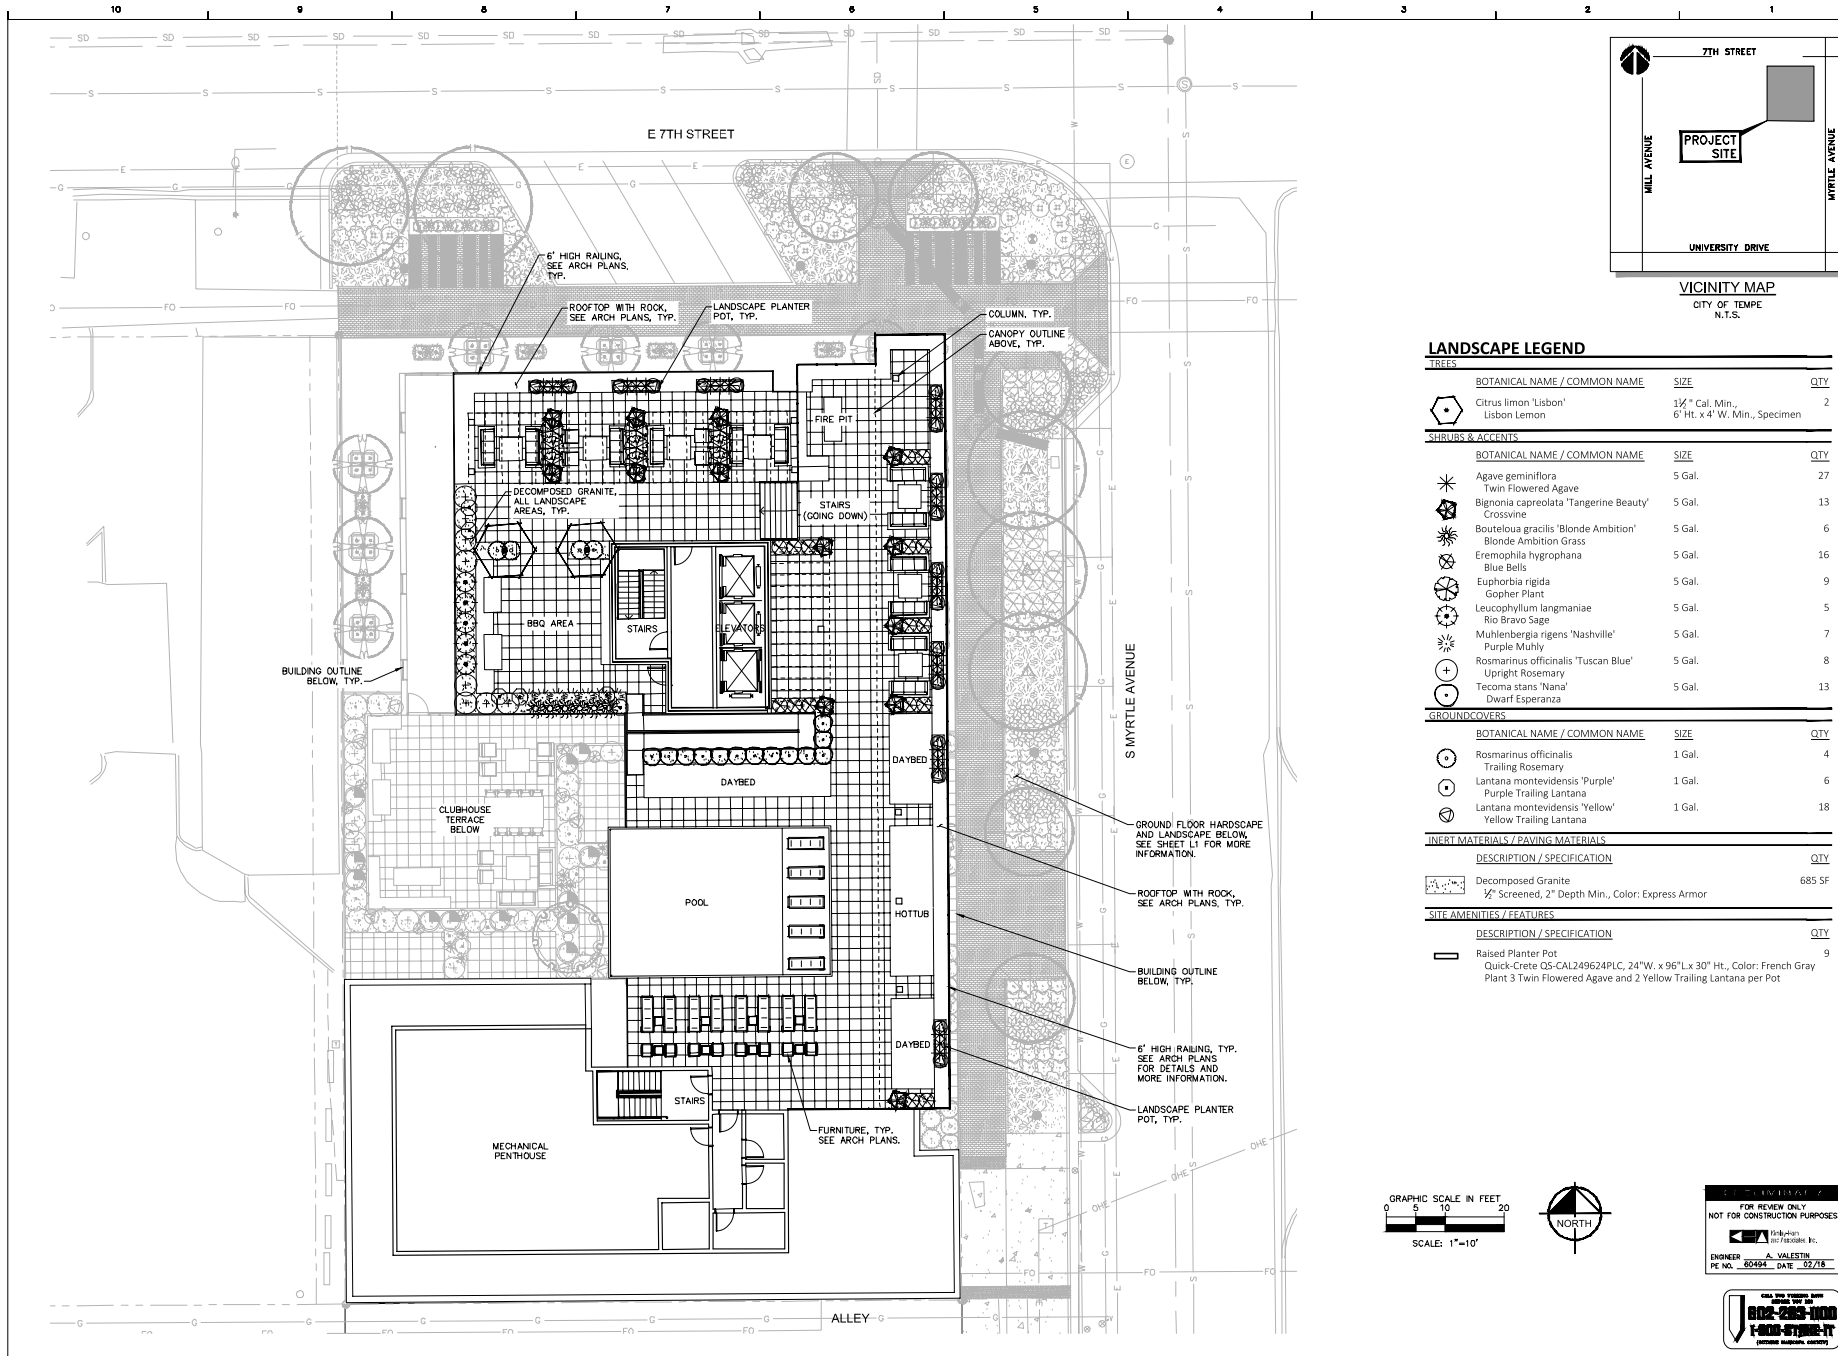 10 9 8 7 6 5 4 3 2 1
E 7TH STREET
6' HIGH RAILING,
SEE ARCH PLANS,
TYP.
ROOFTOP WITH ROCK,
SEE ARCH PLANS, TYP.
LANDSCAPE PLANTER
POT, TYP.
COLUMN, TYP.
CANOPY OUTLINE
ABOVE, TYP.
FIRE PIT
DECOMPOSED GRANITE,
ALL LANDSCAPE
AREAS, TYP.
STAIRS
(GOING DOWN)
BBQ AREA
STAIRS
ELEVATORS
BUILDING OUTLINE
BELOW, TYP.
S MYRTLE AVENUE
DAYBED
DAYBED
CLUBHOUSE
TERRACE
BELOW
GROUND FLOOR HARDSCAPE
AND LANDSCAPE BELOW,
SEE SHEET L1 FOR MORE
INFORMATION.
ROOFTOP WITH ROCK,
SEE ARCH PLANS, TYP.
POOL
HOTTUB
BUILDING OUTLINE
BELOW, TYP.
DAYBED
6' HIGH RAILING, TYP.
SEE ARCH PLANS
FOR DETAILS AND
MORE INFORMATION.
STAIRS
LANDSCAPE PLANTER
POT, TYP.
FURNITURE, TYP.
SEE ARCH PLANS.
MECHANICAL
PENTHOUSE
ALLEY
7TH STREET
MILL AVENUE
PROJECT
SITE
MYRTLE AVENUE
UNIVERSITY DRIVE
VICINITY MAP
CITY OF TEMPE
N.T.S.
LANDSCAPE LEGEND
TREES
BOTANICAL NAME / COMMON NAME SIZE QTY
Citrus limon 'Lisbon' 1½" Cal. Min., 2
Lisbon Lemon 6' Ht. x 4' W. Min., Specimen
SHRUBS & ACCENTS
BOTANICAL NAME / COMMON NAME SIZE QTY
Agave geminiflora 5 Gal. 27
Twin Flowered Agave
Bignonia capreolata 'Tangerine Beauty' 5 Gal. 13
Crossvine
Bouteloua gracilis 'Blonde Ambition' 5 Gal. 6
Blonde Ambition Grass
Eremophila hygrophana 5 Gal. 16
Blue Bells
Euphorbia rigida 5 Gal. 9
Gopher Plant
Leucophyllum langmaniae 5 Gal. 5
Rio Bravo Sage
Muhlenbergia rigens 'Nashville' 5 Gal. 7
Purple Muhly
Rosmarinus officinalis 'Tuscan Blue' 5 Gal. 8
Upright Rosemary
Tecoma stans 'Nana' 5 Gal. 13
Dwarf Esperanza
GROUNDCOVERS
BOTANICAL NAME / COMMON NAME SIZE QTY
Rosmarinus officinalis 1 Gal. 4
Trailing Rosemary
Lantana montevidensis 'Purple' 1 Gal. 6
Purple Trailing Lantana
Lantana montevidensis 'Yellow' 1 Gal. 18
Yellow Trailing Lantana
INERT MATERIALS / PAVING MATERIALS
DESCRIPTION / SPECIFICATION QTY
Decomposed Granite 685 SF
½" Screened, 2" Depth Min., Color: Express Armor
SITE AMENITIES / FEATURES
DESCRIPTION / SPECIFICATION QTY
Raised Planter Pot 9
Quick-Crete QS-CAL249624PLC, 24"W. x 96"L.x 30" Ht., Color: French Gray
Plant 3 Twin Flowered Agave and 2 Yellow Trailing Lantana per Pot
GRAPHIC SCALE IN FEET
0 5 10 20
SCALE: 1"=10'
NORTH
FOR REVIEW ONLY
NOT FOR CONSTRUCTION PURPOSES
Kimley-Horn
and Associates, Inc.
ENGINEER A. VALESTIN
PE NO. 60494 DATE 02/18
1-800-STAKE-IT